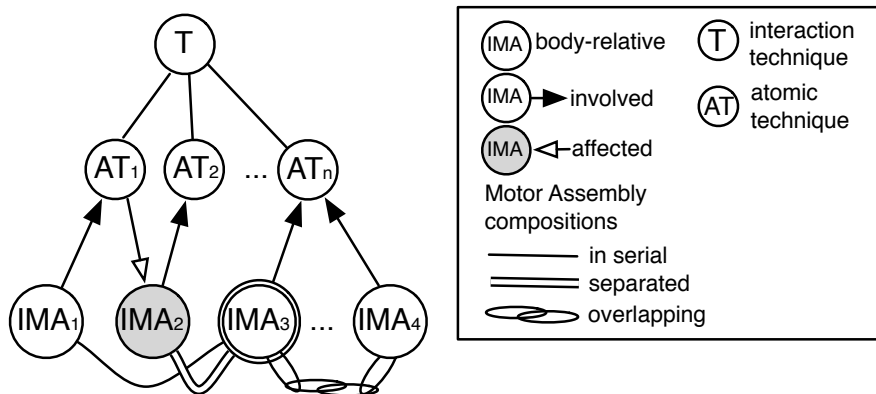 T
AT1
AT2
...
ATn
IMA1
IMA2
IMA3
...
IMA4
IMA body-relative
IMA involved
IMA affected
T interaction
technique
AT atomic
technique
Motor Assembly
compositions
in serial
separated
overlapping